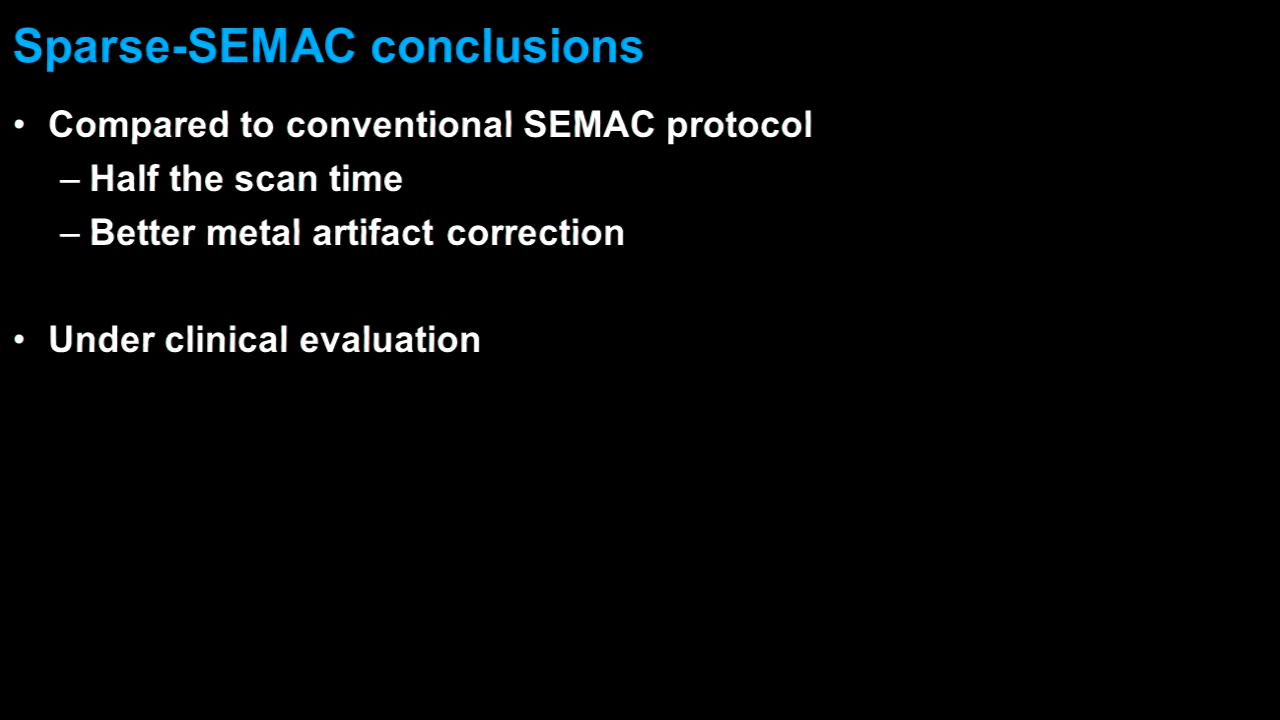 Sparse-SEMAC conclusions
• Compared to conventional SEMAC protocol
– Half the scan time
– Better metal artifact correction
• Under clinical evaluation